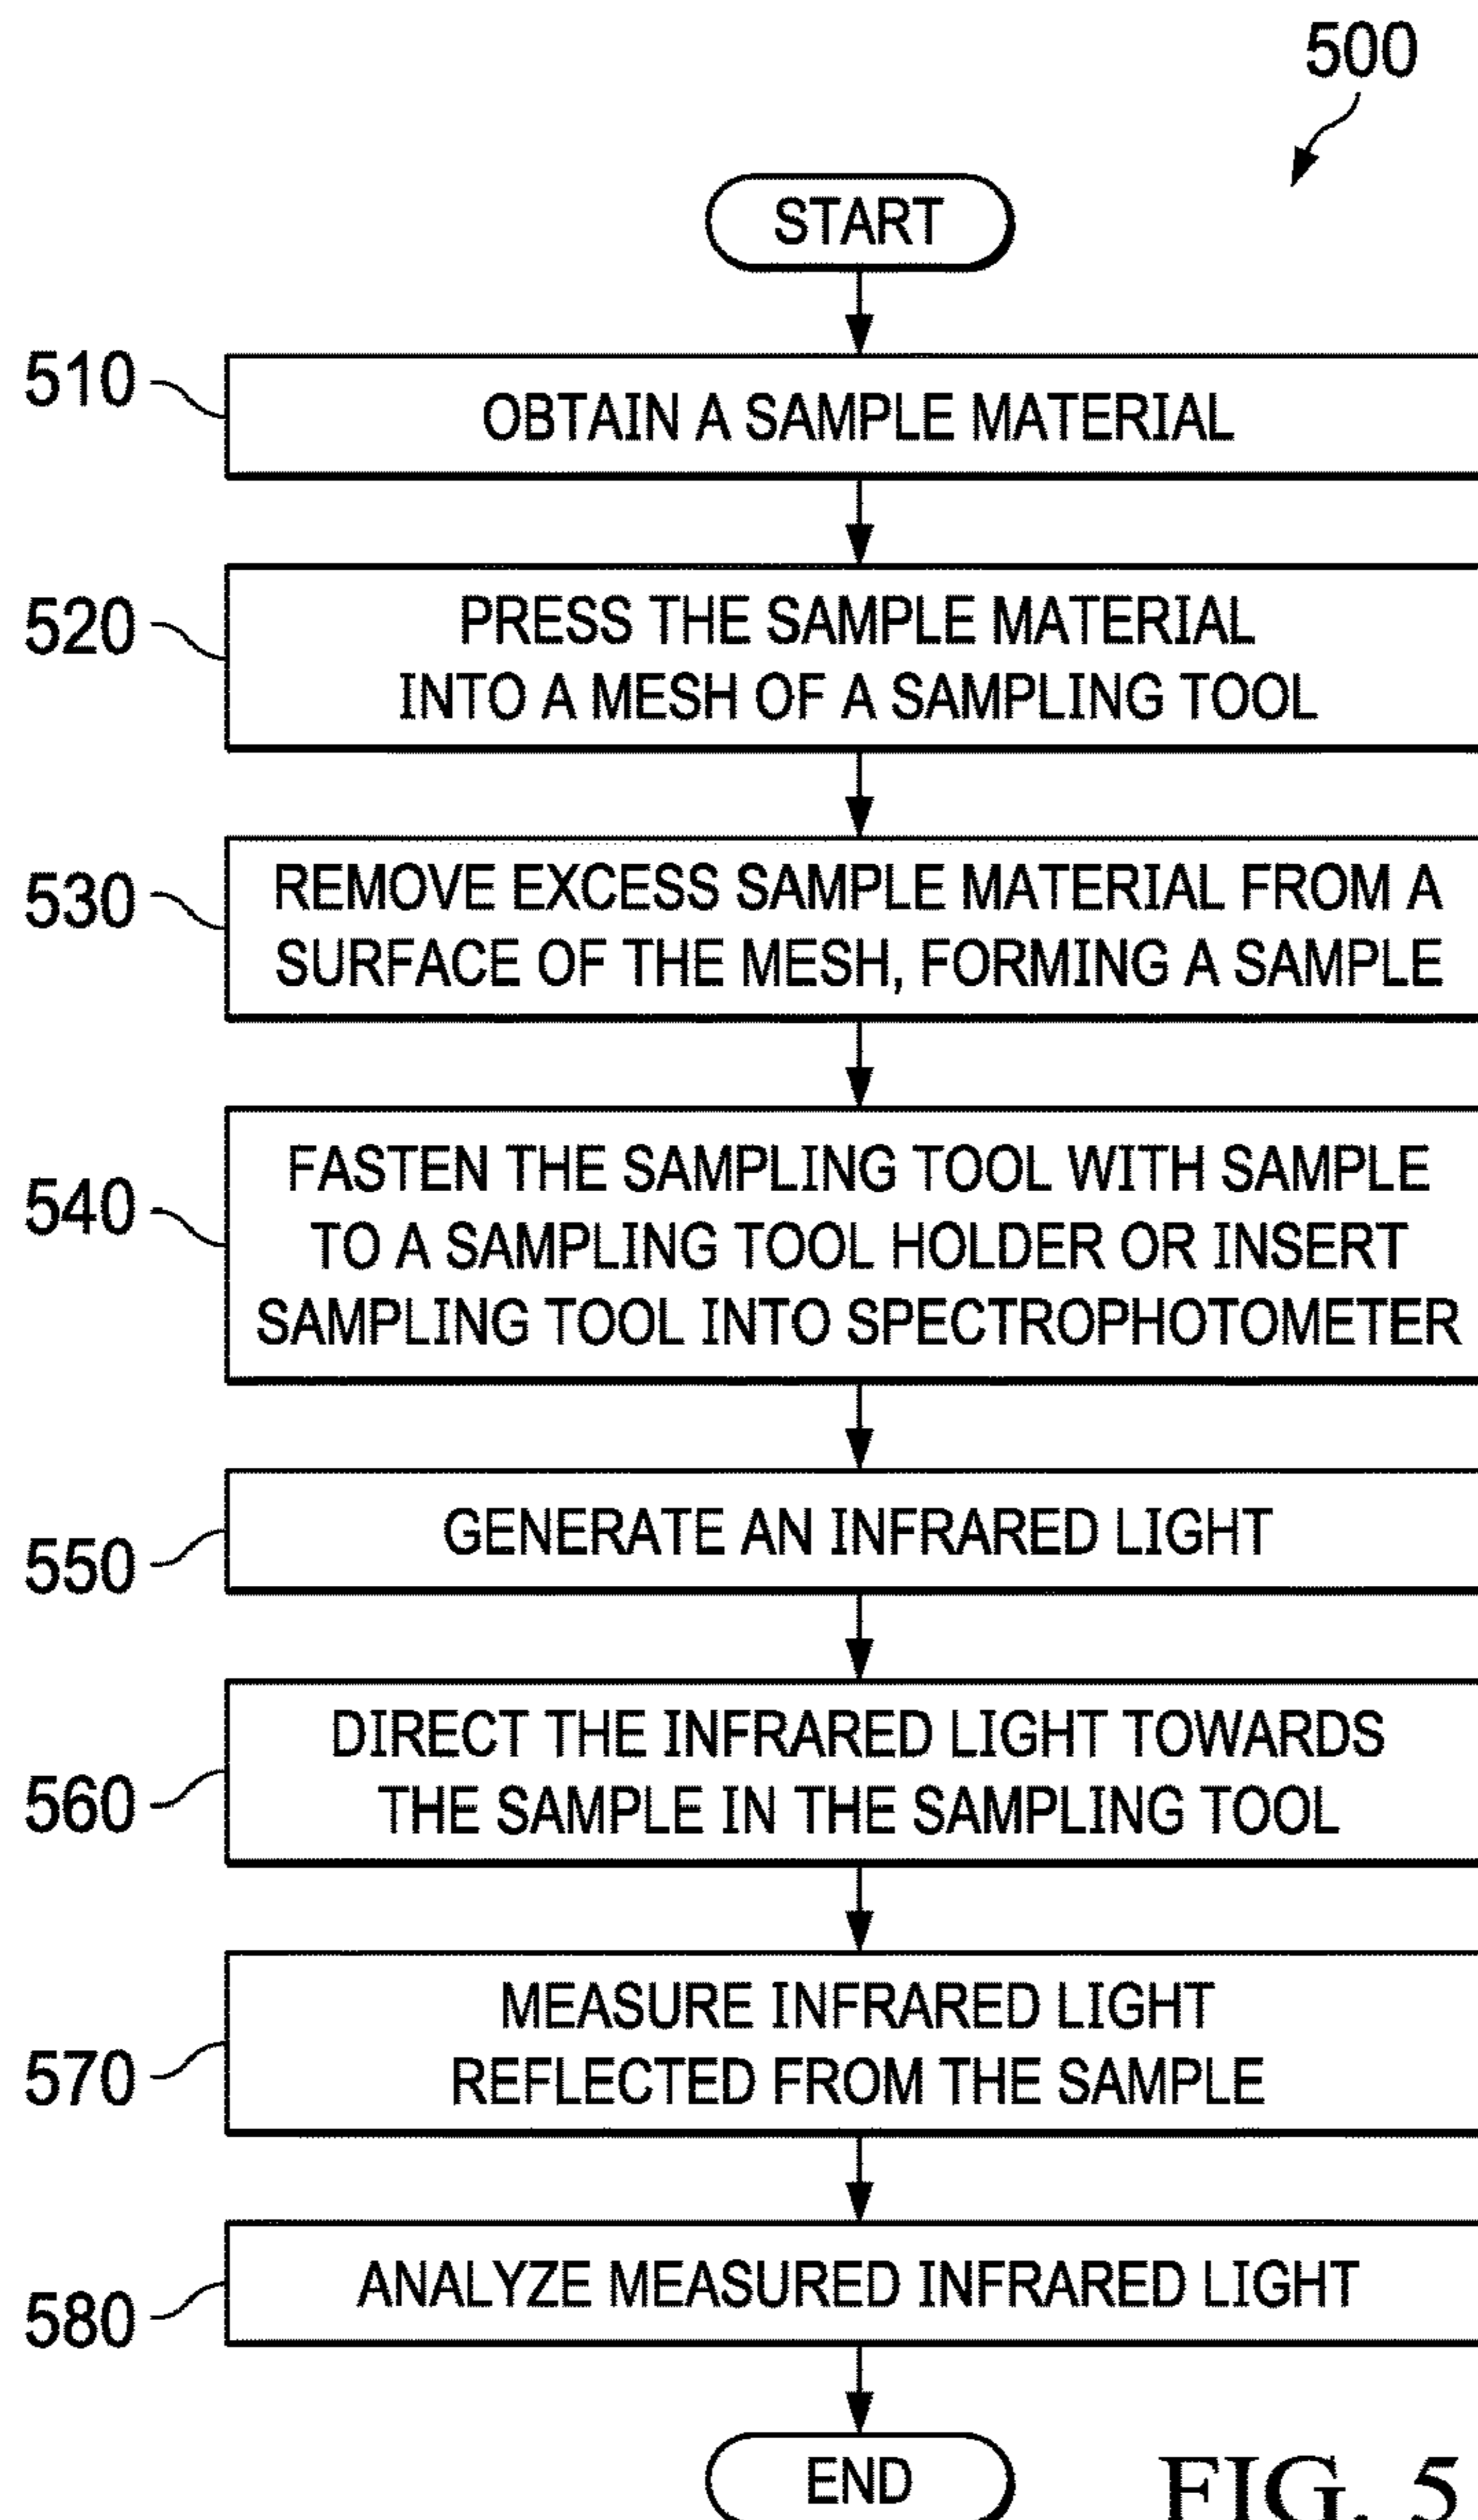 500
START
510
OBTAIN A SAMPLE MATERIAL
520
PRESS THE SAMPLE MATERIAL
INTO A MESH OF A SAMPLING TOOL
530
REMOVE EXCESS SAMPLE MATERIAL FROM A
SURFACE OF THE MESH, FORMING A SAMPLE
540
FASTEN THE SAMPLING TOOL WITH SAMPLE
TO A SAMPLING TOOL HOLDER OR INSERT
SAMPLING TOOL INTO SPECTROPHOTOMETER
550
GENERATE AN INFRARED LIGHT
560
DIRECT THE INFRARED LIGHT TOWARDS
THE SAMPLE IN THE SAMPLING TOOL
570
MEASURE INFRARED LIGHT
REFLECTED FROM THE SAMPLE
580
ANALYZE MEASURED INFRARED LIGHT
END
FIG. 5